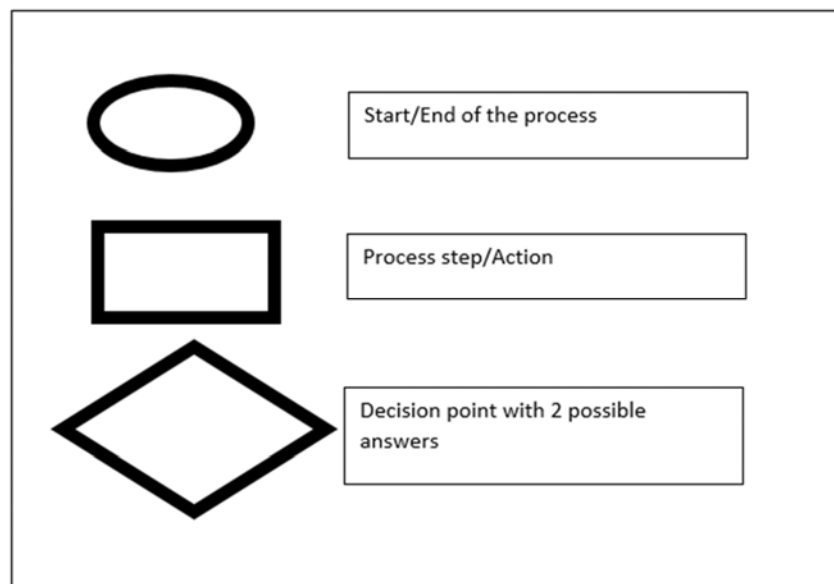 Start/End of the process
Process step/Action
Decision point with 2 possible
answers